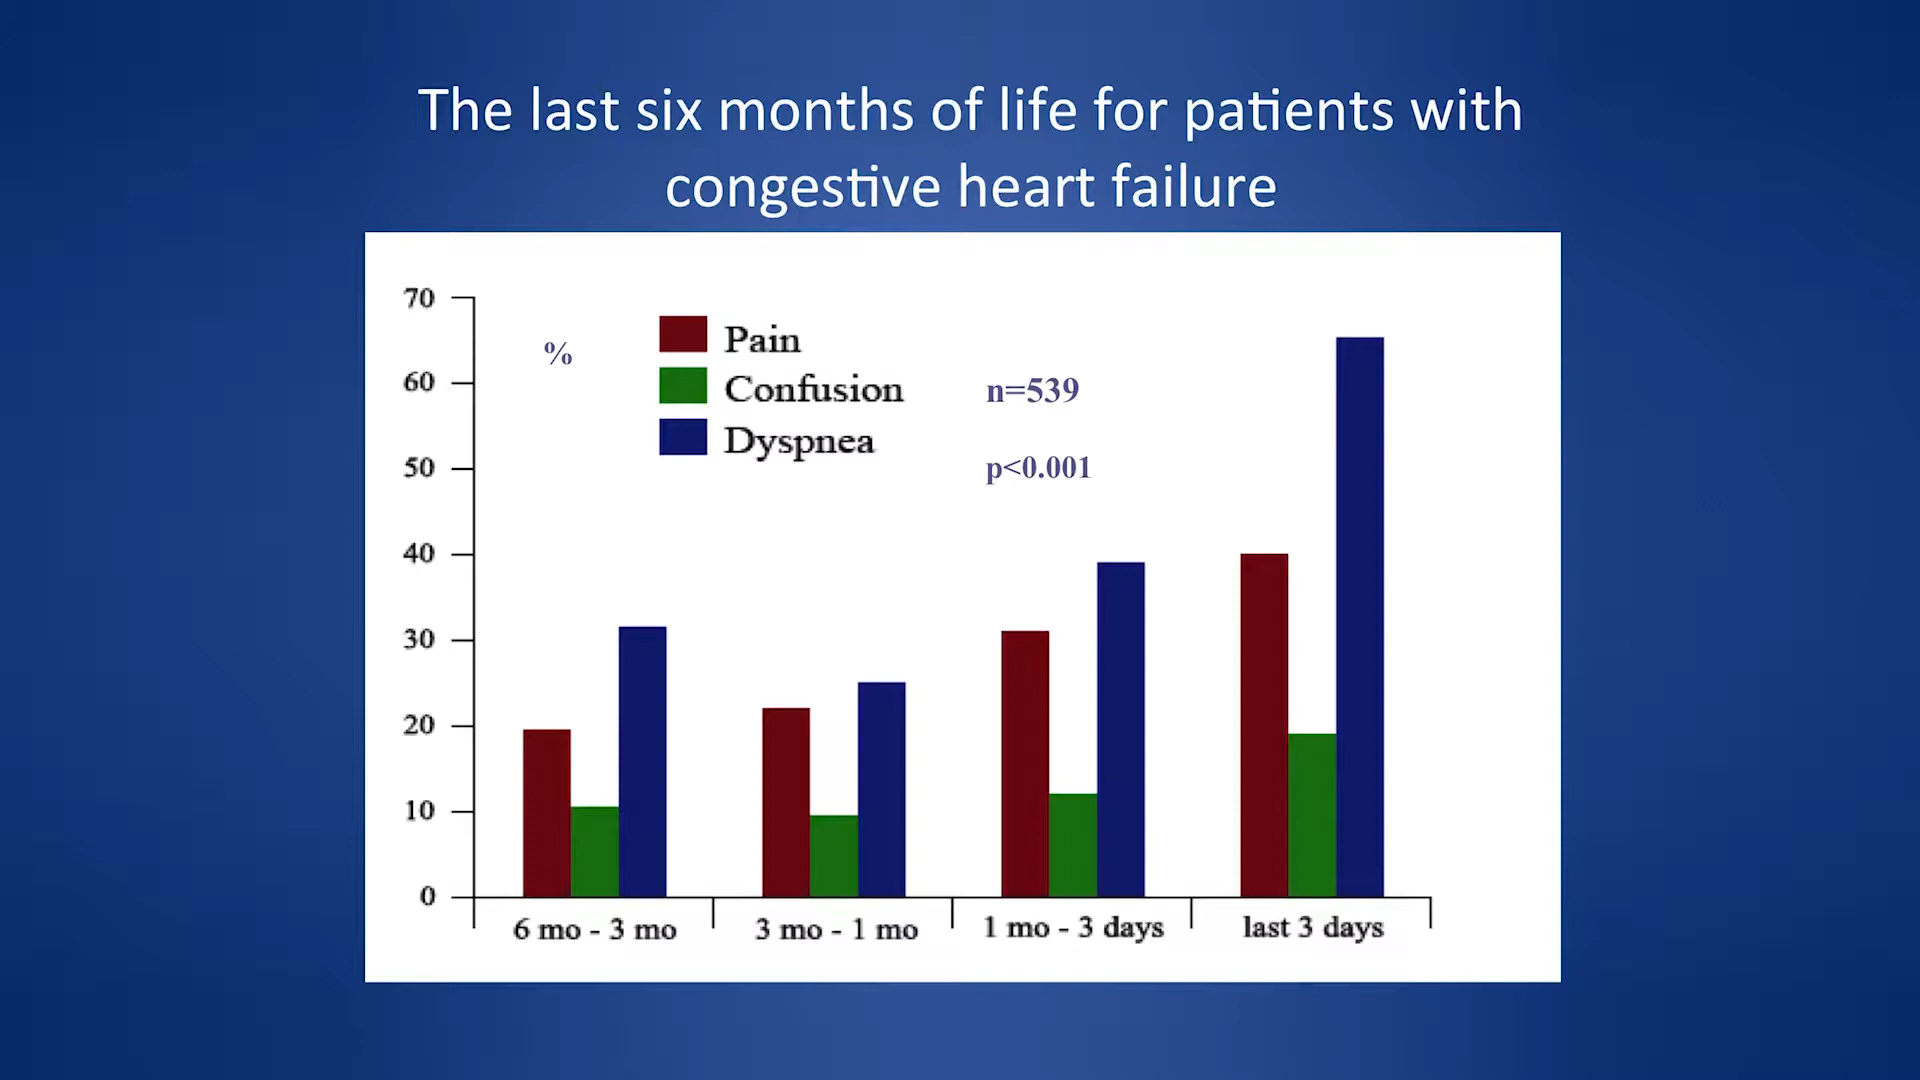 The last six months of life for patients with
congestive heart failure
70
60
50
40
30
20
10
0
%
Pain
Confusion
Dyspnea
n=539
p<0.001
6 mo - 3 mo
3 mo - 1 mo
1 mo - 3 days
last 3 days